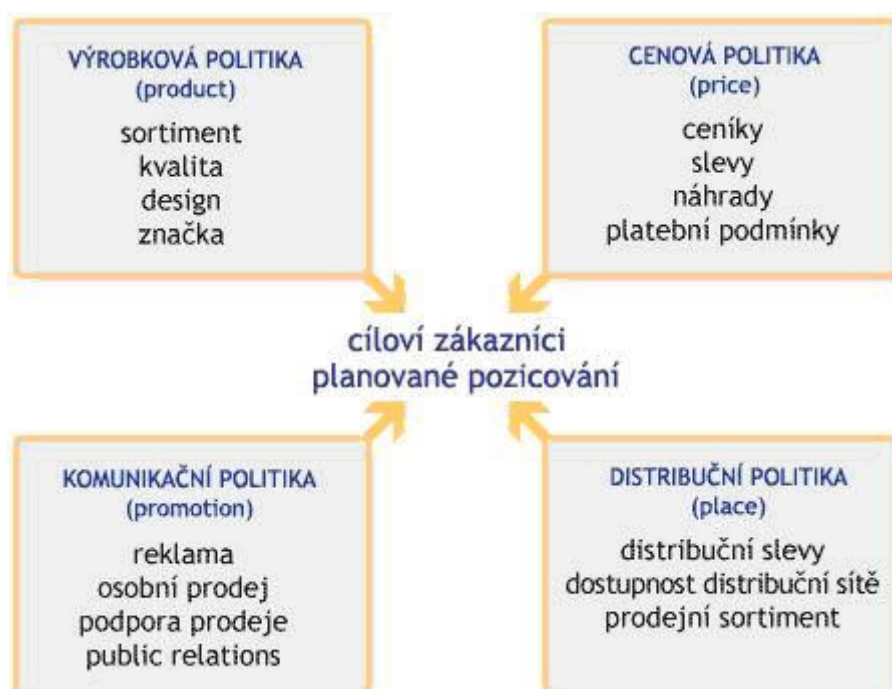 VÝROBKOVÁ POLITIKA
(product)
sortiment
kvalita
design
značka
CENOVÁ POLITIKA
(price)
ceníky
slevy
náhrady
platební podmínky
cíloví zákazníci
planované pozicování
KOMUNIKAČNÍ POLITIKA
(promotion)
reklama
osobní prodej
podpora prodeje
public relations
DISTRIBUČNÍ POLITIKA
(place)
distribuční slevy
dostupnost distribuční sítě
prodejní sortiment